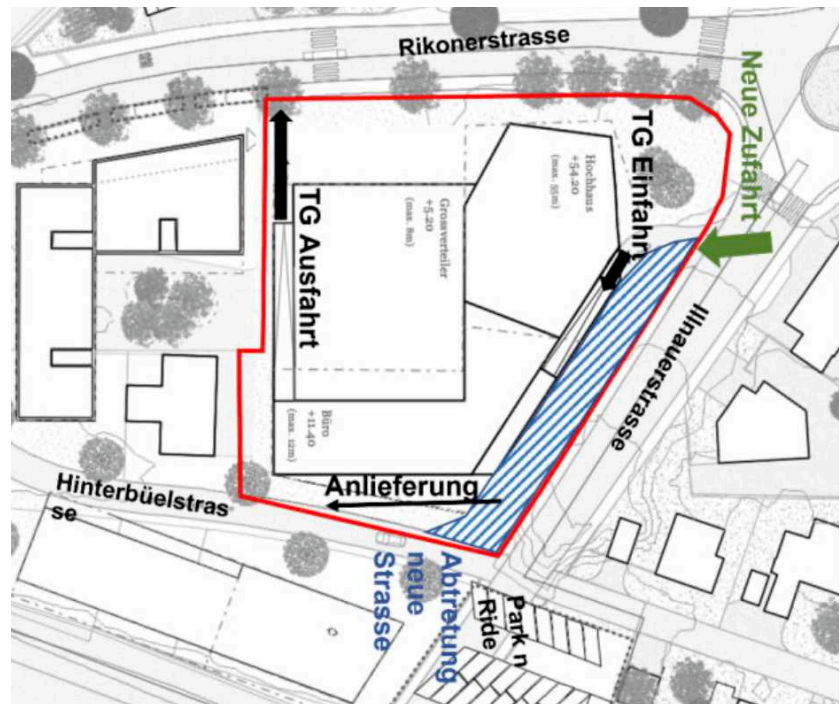 Rikonerstrasse
Neue Zufahrt
TG Einfahrt
Hochhaus
+54.20
(max. 55m)
TG Ausfahrt
Grossverteiler
+5.20
(max. 8m)
Illnauerstrasse
Büro
+11.40
(max. 12m)
Anlieferung
Hinterbüelstras
se
Abtretung
neue
Strasse
Park n
Ride